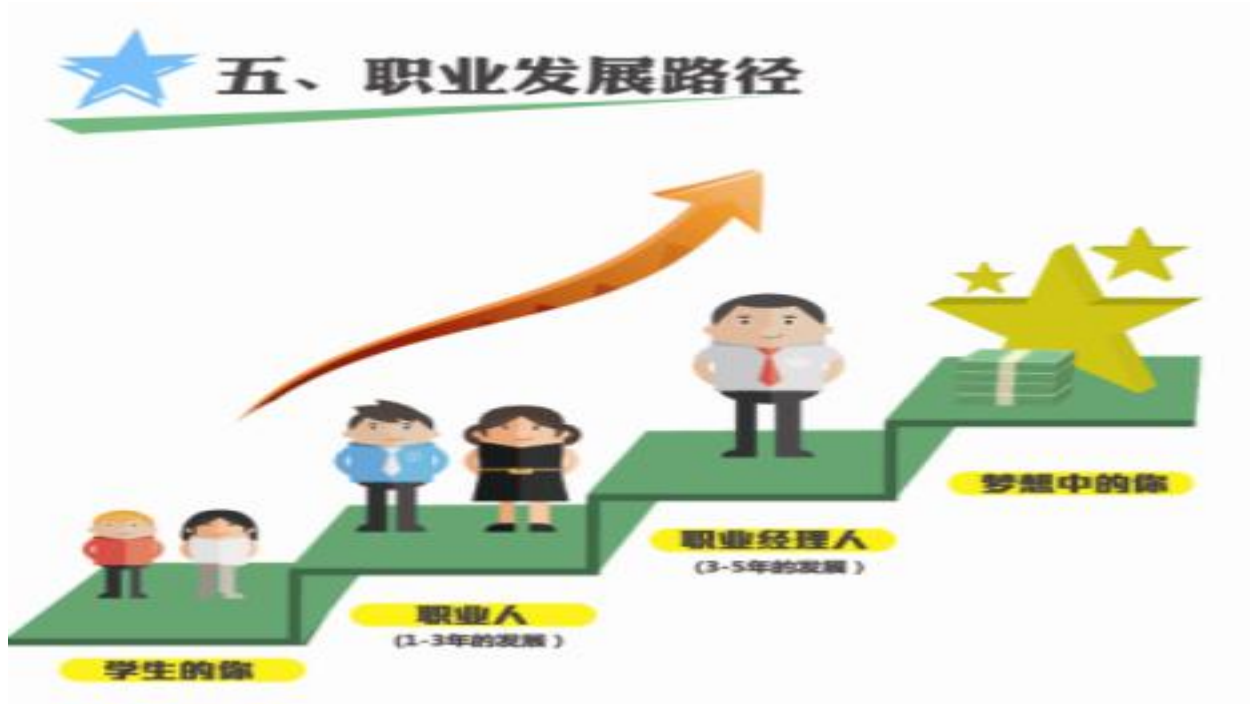 五、职业发展路径
梦想中的你
职业经理人
(3-5年的发展)
职业人
(1-3年的发展)
学生的你